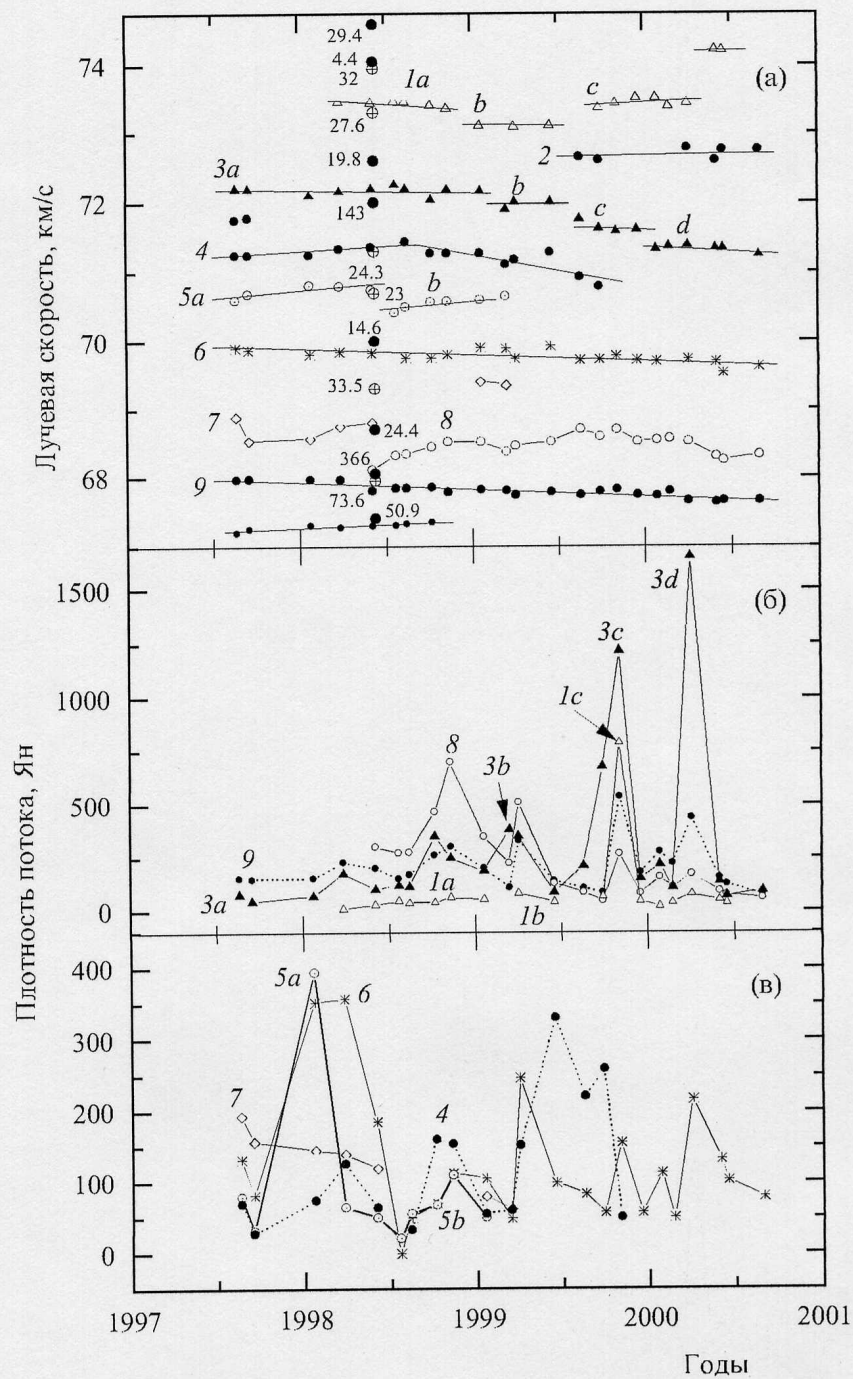 (а)
74
72
70
68
Лучевая скорость, км/с
29.4
4.4
32
27.6
19.8
143
24.3
23
14.6
33.5
24.4
366
73.6
50.9
1a
b
c
2
3a
b
c
d
4
5a
b
6
7
8
9
(б)
1500
1000
500
0
Плотность потока, Ян
3d
3c
1c
8
3b
9
3a
1a
1b
(в)
400
300
200
100
0
5a
6
7
4
5b
1997
1998
1999
2000
2001
Годы